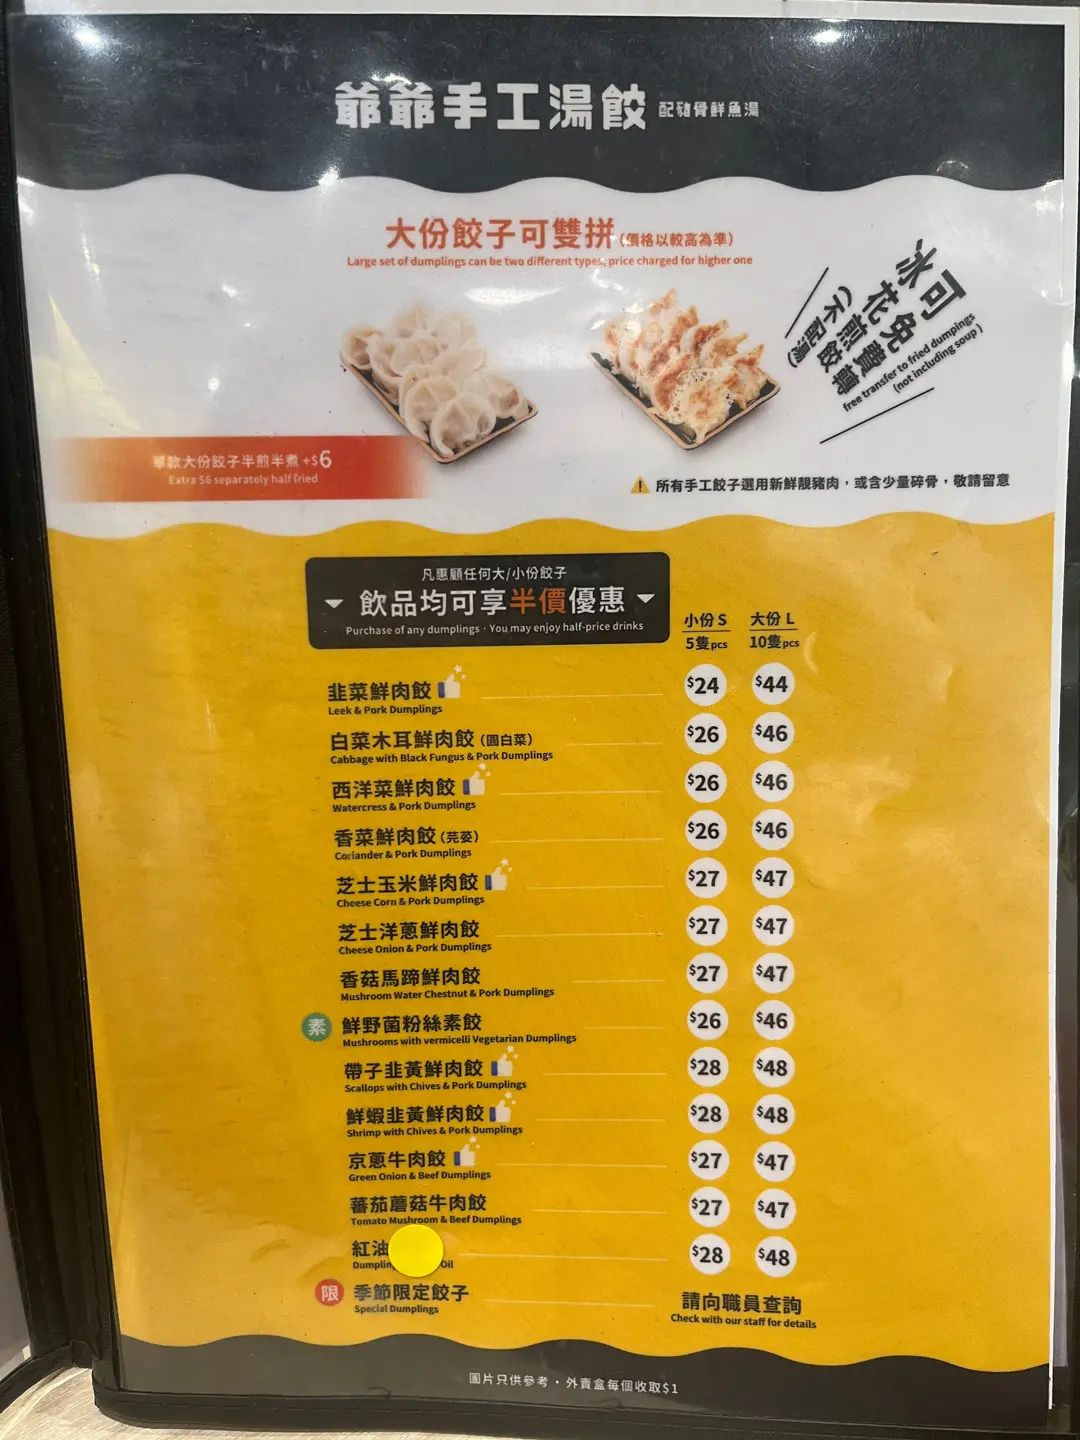 爺爺手工湯餃 配豬骨鮮魚湯
大份餃子可雙拼(價格以較高為準)
Large set of dumplings can be two different types, price charged for higher one
冰花煎餃
可免費轉
(不配湯)
free transfer to fried dumpings
(not including soup)
單款大份餃子半煎半煮 +$6
Extra $6 separately half fried
所有手工餃子選用新鮮靚豬肉，或含少量碎骨，敬請留意
凡惠顧任何大/小份餃子
飲品均可享半價優惠
Purchase of any dumplings · You may enjoy half-price drinks
小份 S 大份 L
5隻pcs 10隻pcs
韭菜鮮肉餃 $24 $44
Leek & Pork Dumplings
白菜木耳鮮肉餃 (圓白菜) $26 $46
Cabbage with Black Fungus & Pork Dumplings
西洋菜鮮肉餃 $26 $46
Watercress & Pork Dumplings
香菜鮮肉餃 (芫荽) $26 $46
Coriander & Pork Dumplings
芝士玉米鮮肉餃 $27 $47
Cheese Corn & Pork Dumplings
芝士洋蔥鮮肉餃 $27 $47
Cheese Onion & Pork Dumplings
香菇馬蹄鮮肉餃 $27 $47
Mushroom Water Chestnut & Pork Dumplings
素 鮮野菌粉絲素餃 $26 $46
Mushrooms with vermicelli Vegetarian Dumplings
帶子韭黃鮮肉餃 $28 $48
Scallops with Chives & Pork Dumplings
鮮蝦韭黃鮮肉餃 $28 $48
Shrimp with Chives & Pork Dumplings
京蔥牛肉餃 $27 $47
Green Onion & Beef Dumplings
蕃茄蘑菇牛肉餃 $27 $47
Tomato Mushroom & Beef Dumplings
紅油 $28 $48
Dumplin Oil
限 季節限定餃子 請向職員查詢
Special Dumplings Check with our staff for details
圖片只供參考・外賣盒每個收取$1